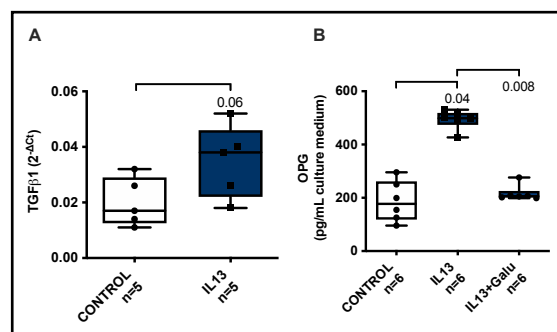 A
TGFβ1 (2-ΔCt)
0.06
0.04
0.02
0.00
0.06
CONTROL
n=5
IL13
n=5
B
OPG
(pg/mL culture medium)
600
400
200
0
0.04
0.008
CONTROL
n=6
IL13
n=6
IL13+Galu
n=6